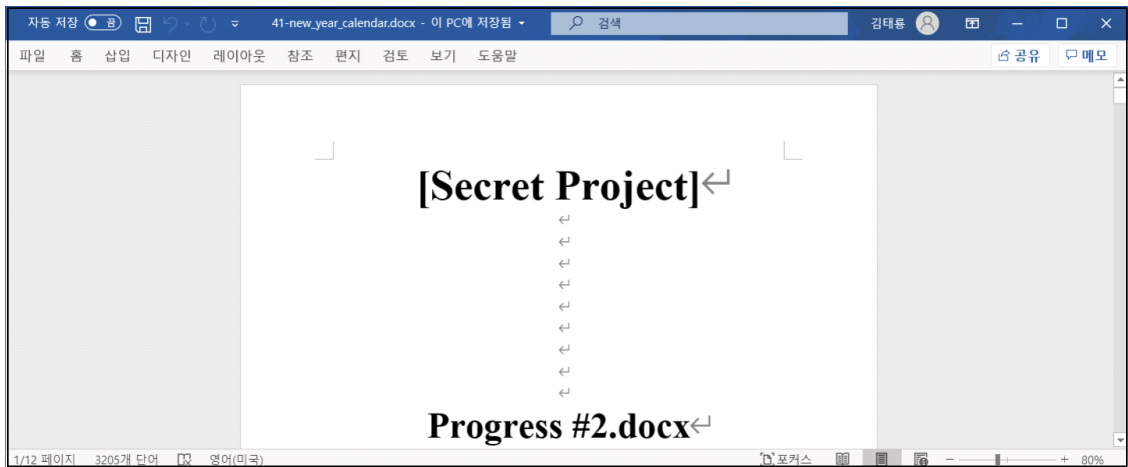 자동 저장 끔 41-new_year_calendar.docx - 이 PC에 저장됨 검색 김태룡
파일 홈 삽입 디자인 레이아웃 참조 편지 검토 보기 도움말 공유 메모
[Secret Project]
Progress #2.docx
1/12 페이지 3205개 단어 영어(미국) 포커스 80%